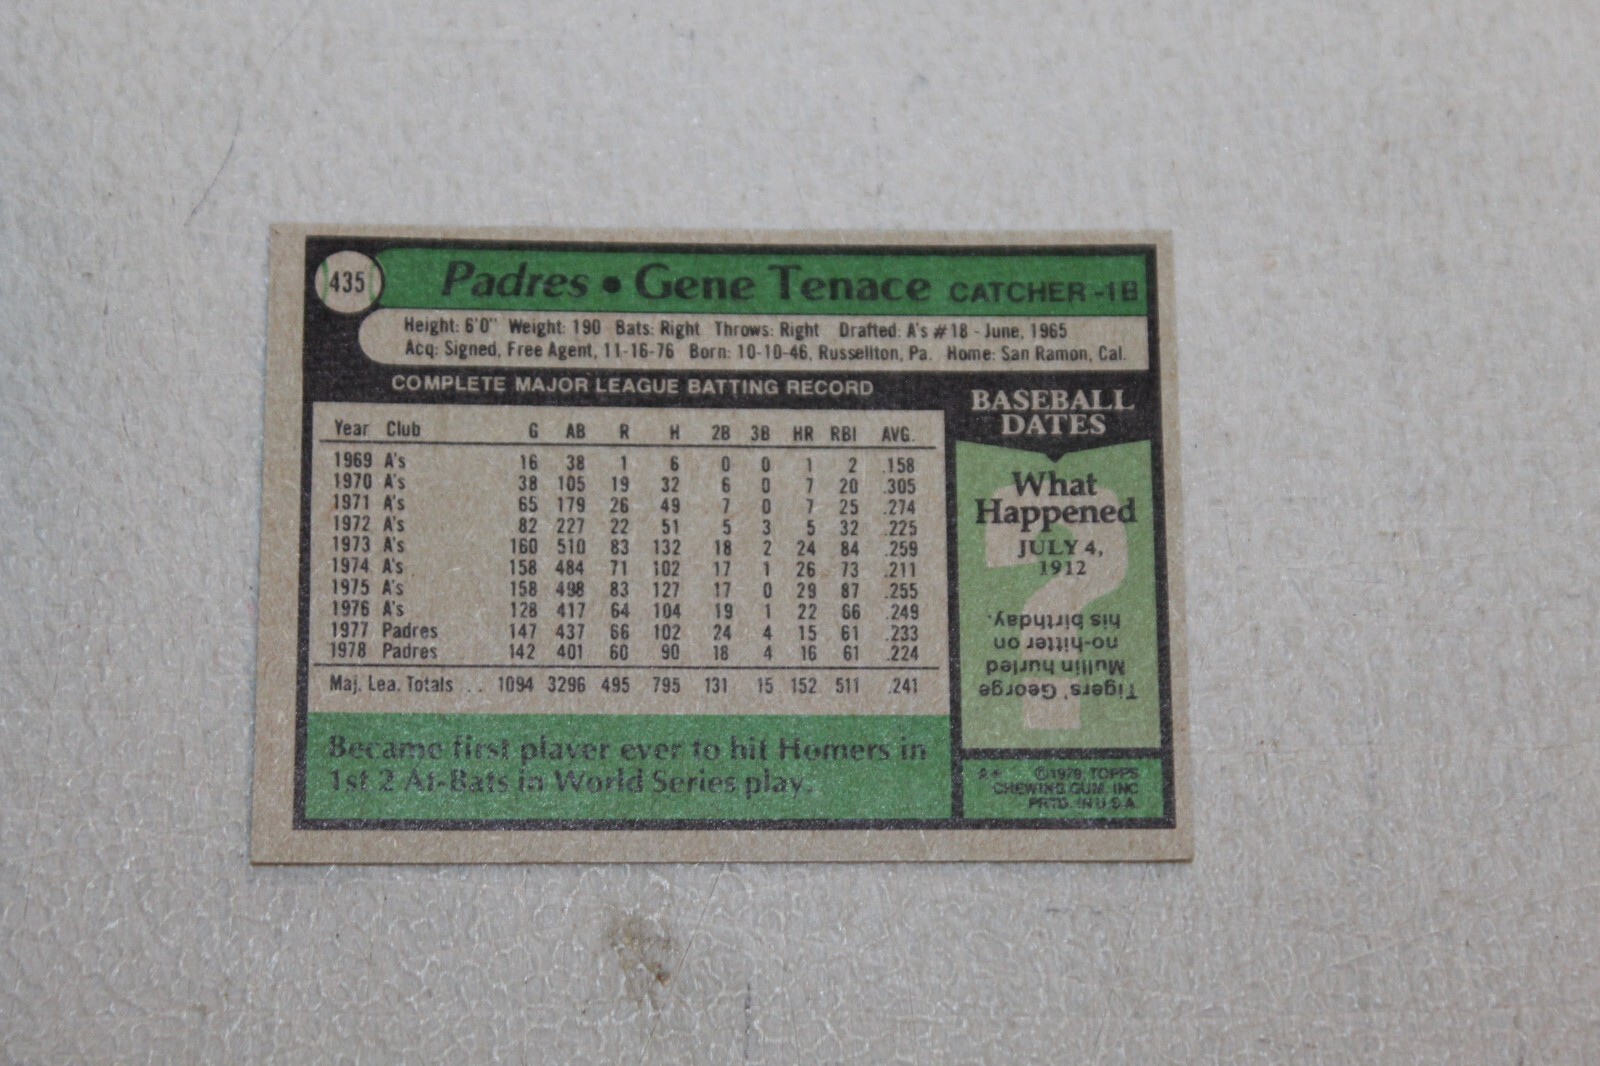 435
Padres • Gene Tenace CATCHER-1B
Height: 6'0" Weight: 190 Bats: Right Throws: Right Drafted: A's #18 - June, 1965
Acq: Signed, Free Agent, 11-16-76 Born: 10-10-46, Russellton, Pa. Home: San Ramon, Cal.
COMPLETE MAJOR LEAGUE BATTING RECORD
Year Club G AB R H 2B 3B HR RBI AVG.
1969 A's 16 38 1 6 0 0 1 2 .158
1970 A's 38 105 19 32 6 0 7 20 .305
1971 A's 65 179 26 49 7 0 7 25 .274
1972 A's 82 227 22 51 5 3 5 32 .225
1973 A's 160 510 83 132 18 2 24 84 .259
1974 A's 158 484 71 102 17 1 26 73 .211
1975 A's 158 498 83 127 17 0 29 87 .255
1976 A's 128 417 64 104 19 1 22 66 .249
1977 Padres 147 437 66 102 24 4 15 61 .233
1978 Padres 142 401 60 90 18 4 16 61 .224
Maj. Lea. Totals .. 1094 3296 495 795 131 15 152 511 .241
Became first player ever to hit Homers in
1st 2 At-Bats in World Series play.
BASEBALL
DATES
What
Happened
JULY 4,
1912
?
Tigers' George
Mullin hurled
no-hitter on
his birthday.
©1979 TOPPS
CHEWING GUM, INC
PRTD. IN U.S.A.